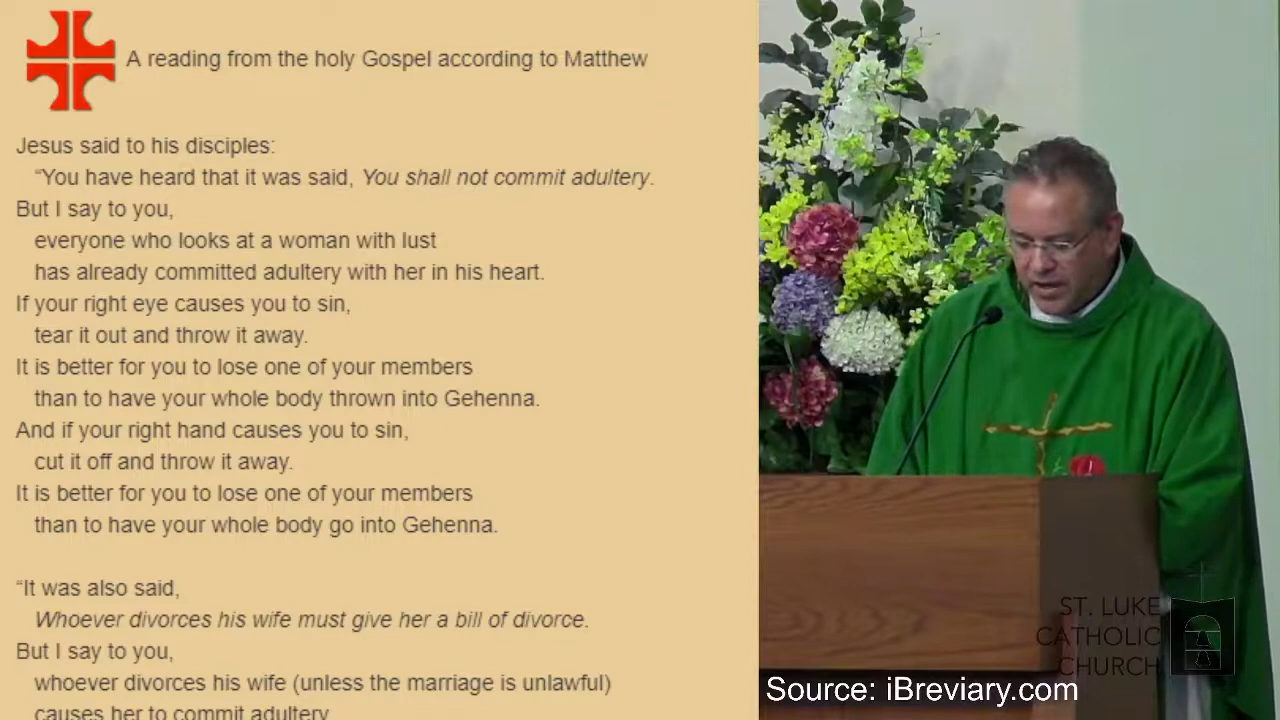 A reading from the holy Gospel according to Matthew
Jesus said to his disciples:
“You have heard that it was said, You shall not commit adultery.
But I say to you,
everyone who looks at a woman with lust
has already committed adultery with her in his heart.
If your right eye causes you to sin,
tear it out and throw it away.
It is better for you to lose one of your members
than to have your whole body thrown into Gehenna.
And if your right hand causes you to sin,
cut it off and throw it away.
It is better for you to lose one of your members
than to have your whole body go into Gehenna.
“It was also said,
Whoever divorces his wife must give her a bill of divorce.
But I say to you,
whoever divorces his wife (unless the marriage is unlawful)
causes her to commit adultery
ST. LUKE
CATHOLIC
CHURCH
Source: iBreviary.com